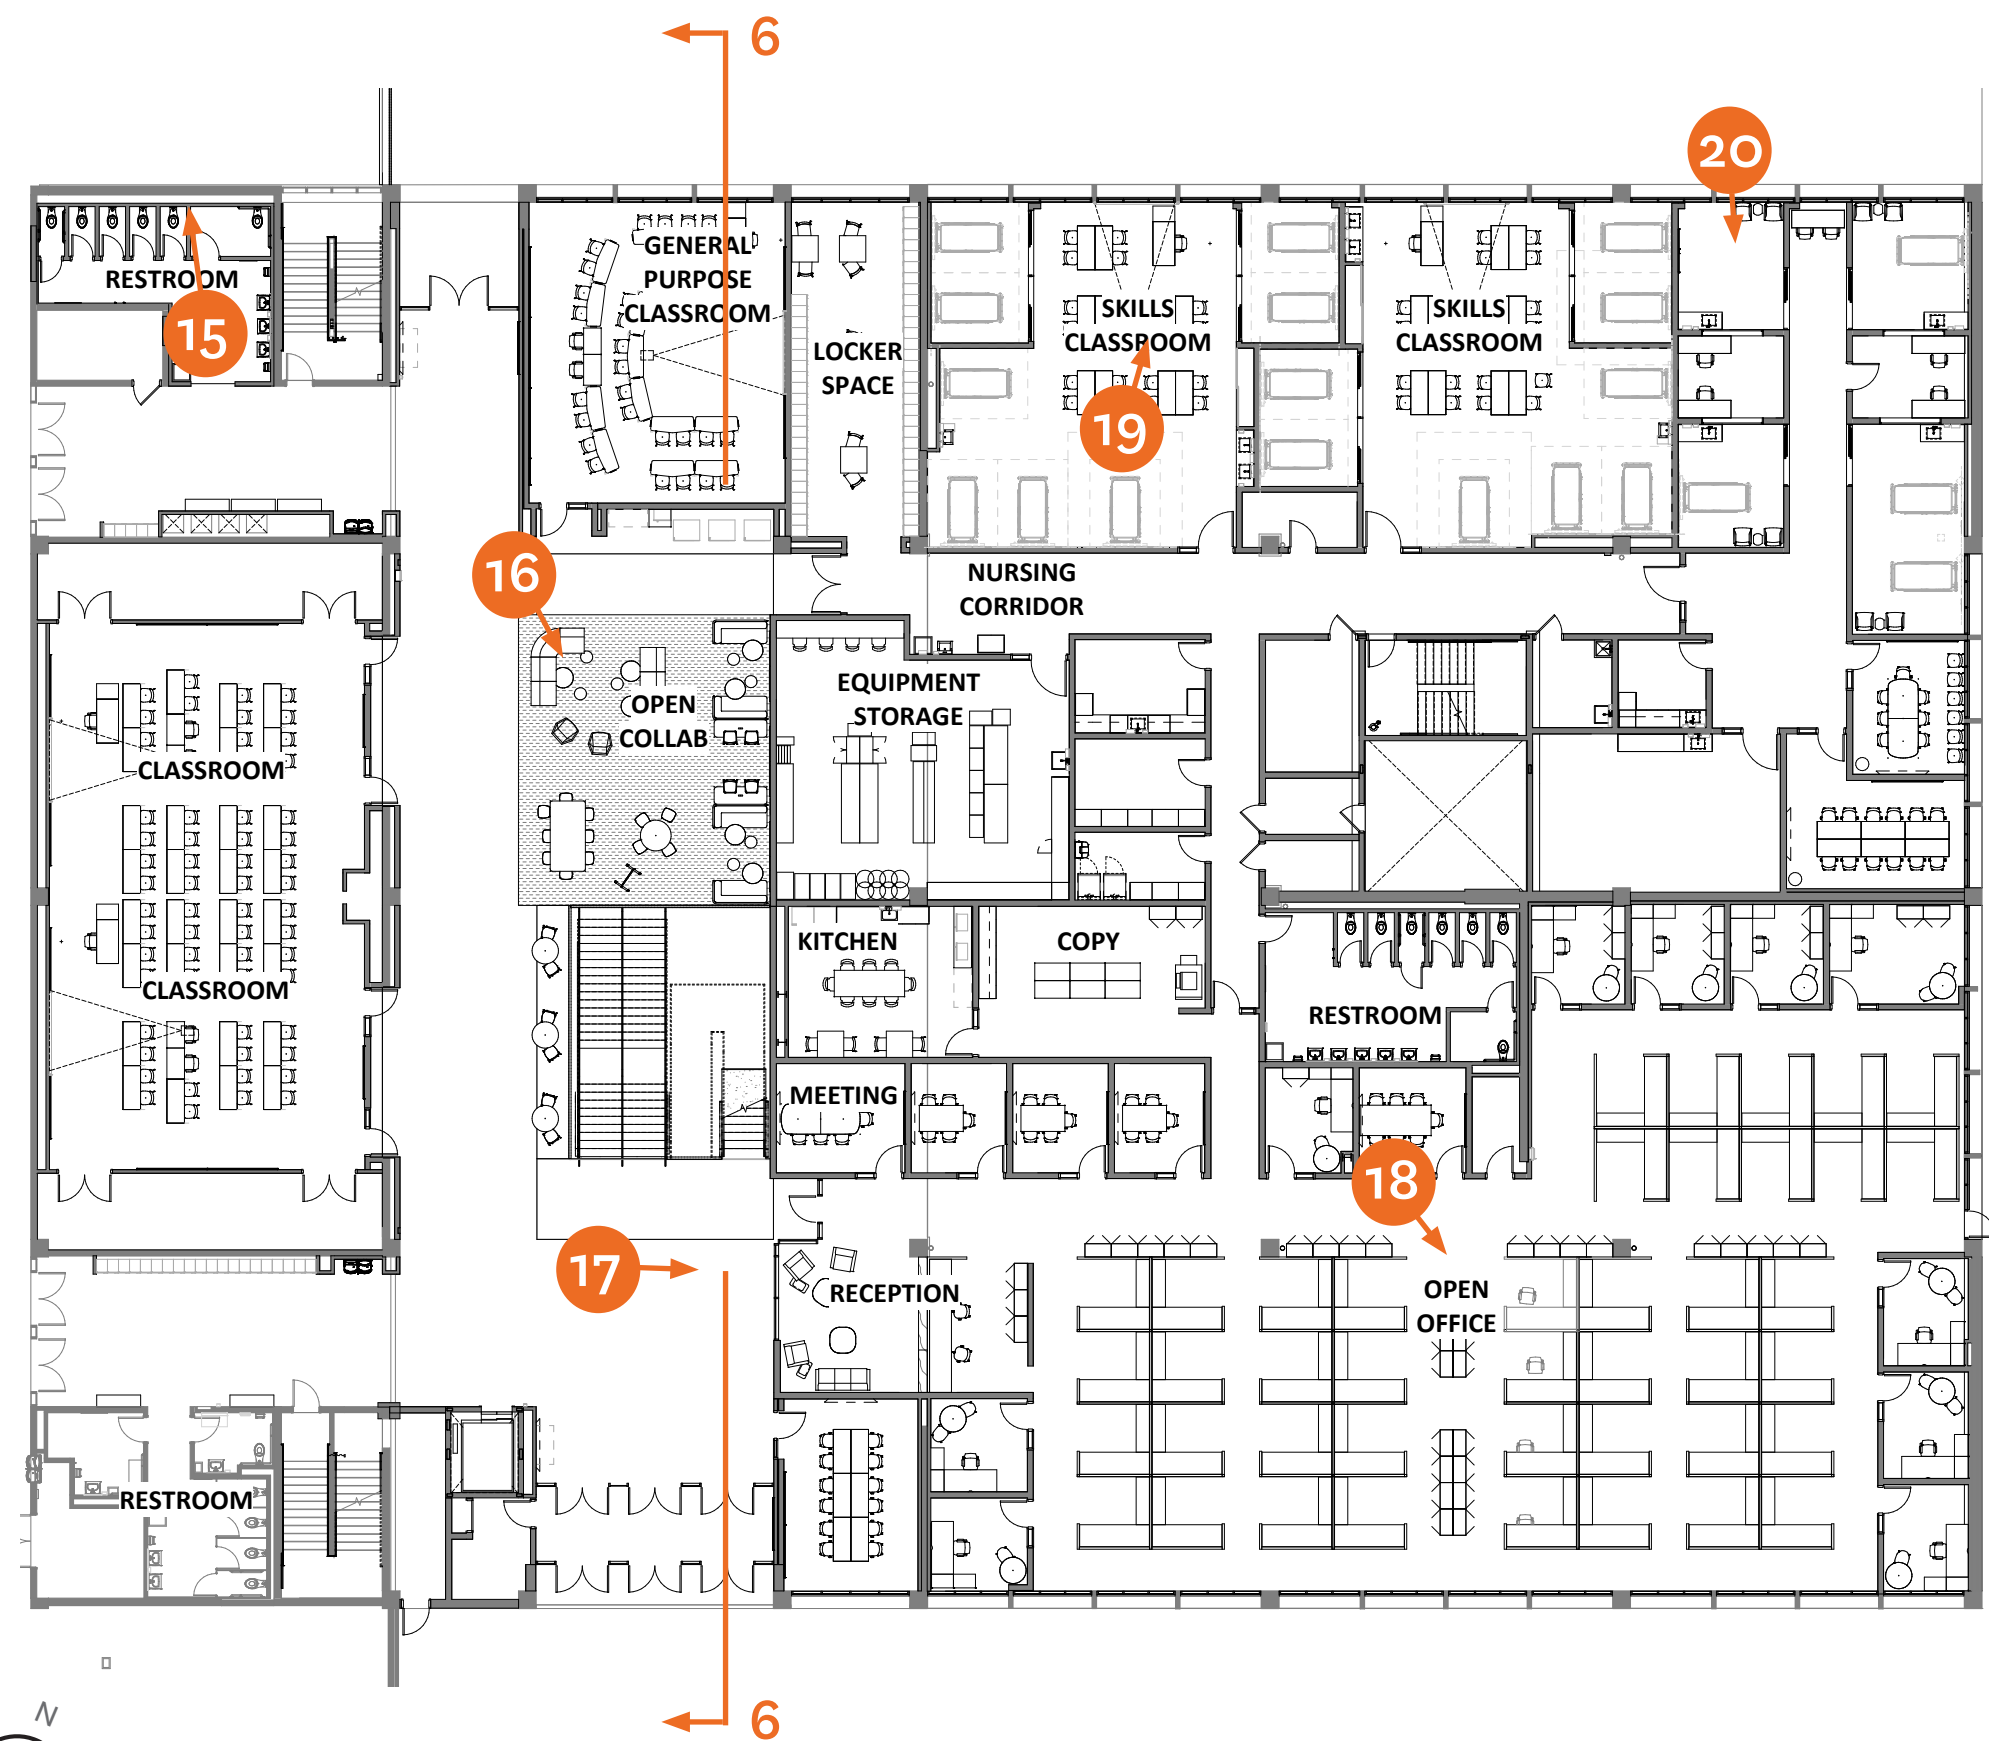 6
20
RESTROOM
15
GENERAL
PURPOSE
CLASSROOM
LOCKER
SPACE
SKILLS
CLASSROOM
19
SKILLS
CLASSROOM
16
NURSING
CORRIDOR
OPEN
COLLAB
EQUIPMENT
STORAGE
CLASSROOM
CLASSROOM
KITCHEN
COPY
RESTROOM
MEETING
18
17
RECEPTION
OPEN
OFFICE
RESTROOM
N
6